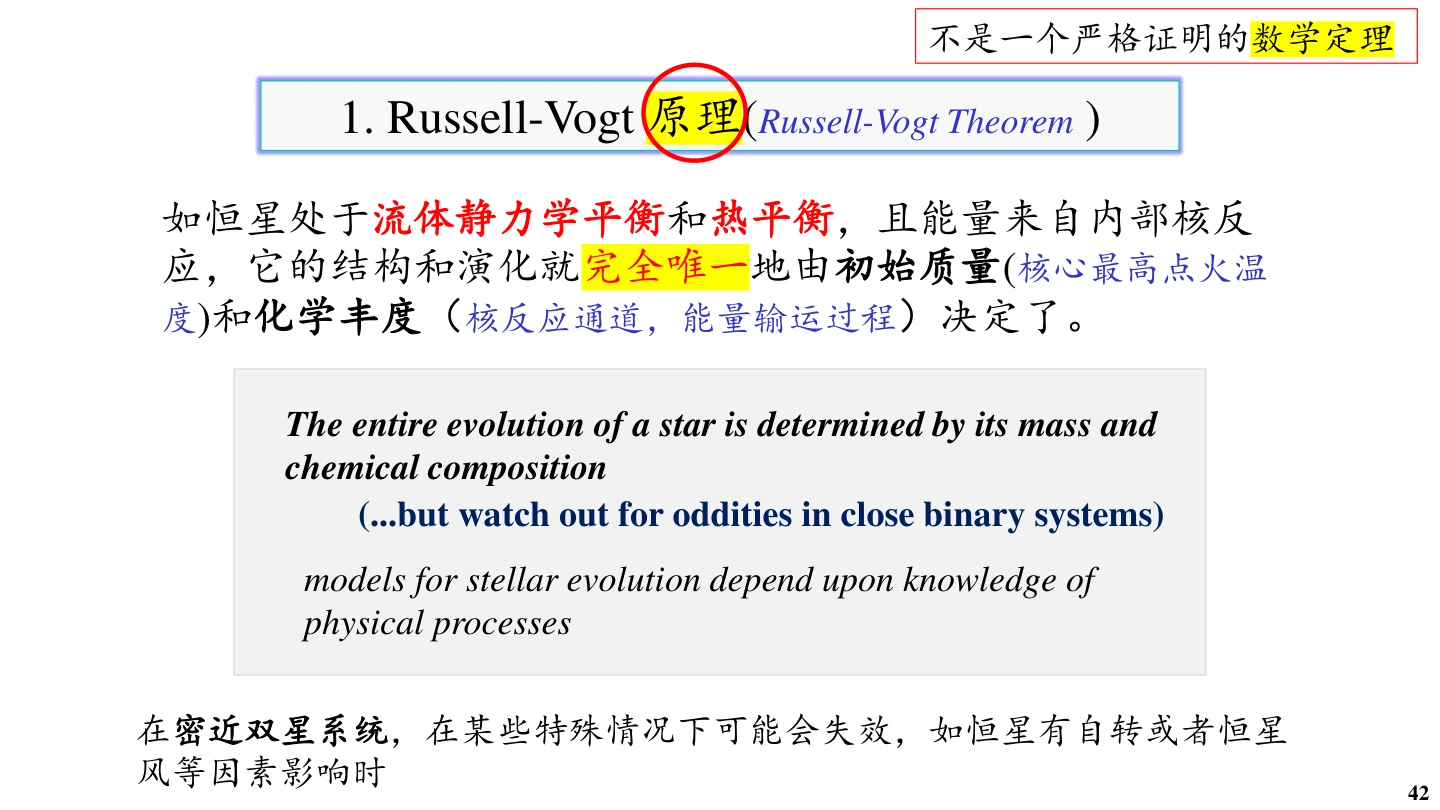 不是一个严格证明的数学定理
1. Russell-Vogt 原理(Russell-Vogt Theorem )
如恒星处于流体静力学平衡和热平衡，且能量来自内部核反
应，它的结构和演化就完全唯一地由初始质量(核心最高点火温
度)和化学丰度（核反应通道，能量输运过程）决定了。
The entire evolution of a star is determined by its mass and
chemical composition
(...but watch out for oddities in close binary systems)
models for stellar evolution depend upon knowledge of
physical processes
在密近双星系统，在某些特殊情况下可能会失效，如恒星有自转或者恒星
风等因素影响时
42